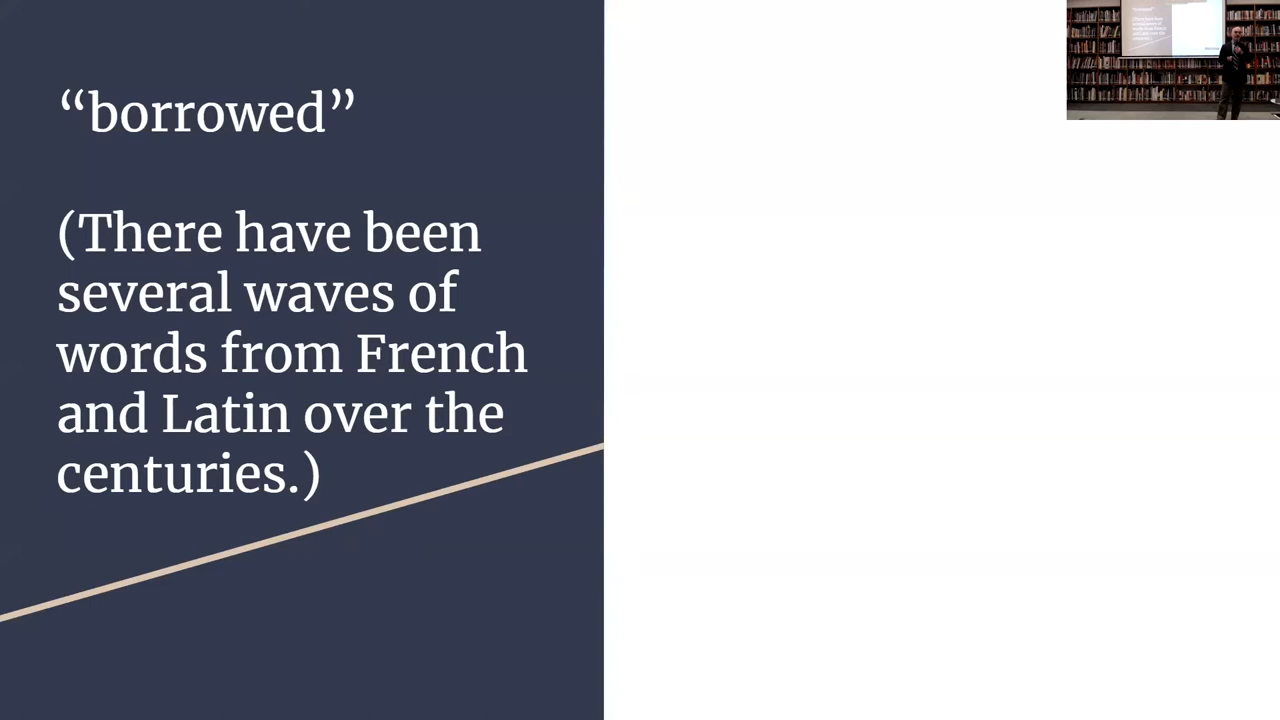 “borrowed”
(There have been
several waves of
words from French
and Latin over the
centuries.)